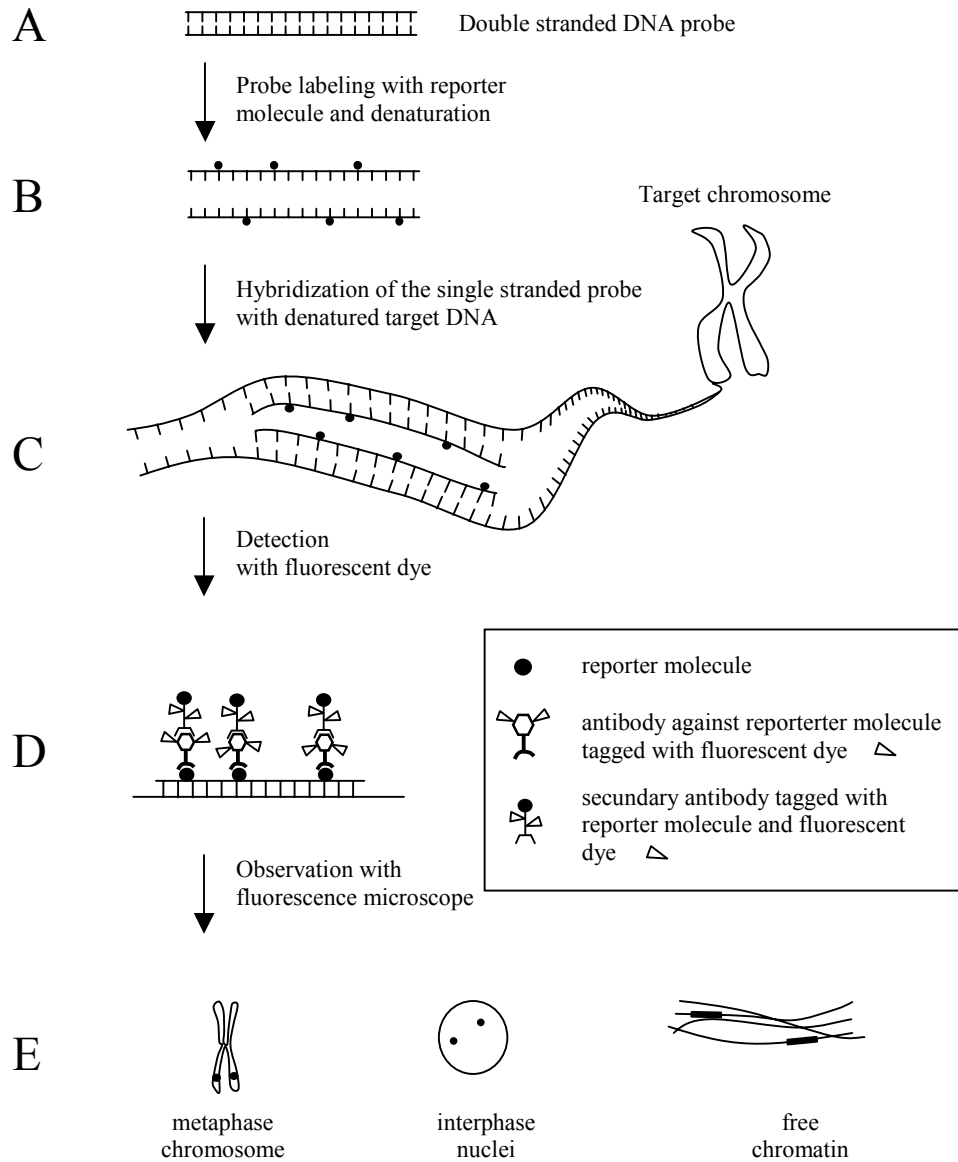 A
Double stranded DNA probe
Probe labeling with reporter
molecule and denaturation
B
Target chromosome
Hybridization of the single stranded probe
with denatured target DNA
C
Detection
with fluorescent dye
reporter molecule
antibody against reporterter molecule
tagged with fluorescent dye
secundary antibody tagged with
reporter molecule and fluorescent
dye
D
Observation with
fluorescence microscope
E
metaphase
chromosome
interphase
nuclei
free
chromatin